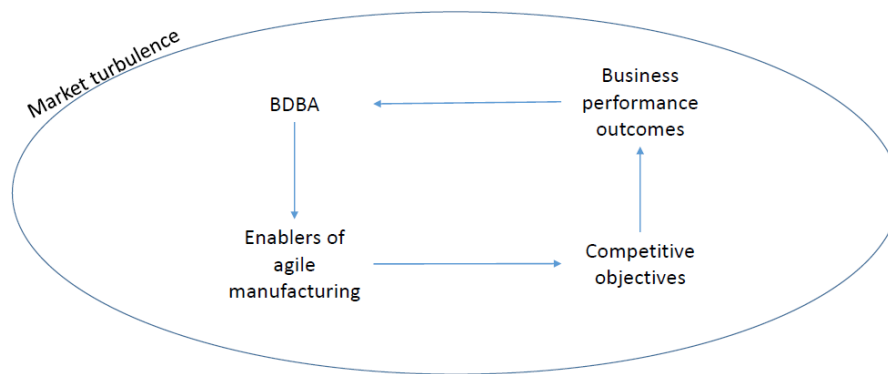 Market turbulence
BDBA
Business
performance
outcomes
Enablers of
agile
manufacturing
Competitive
objectives